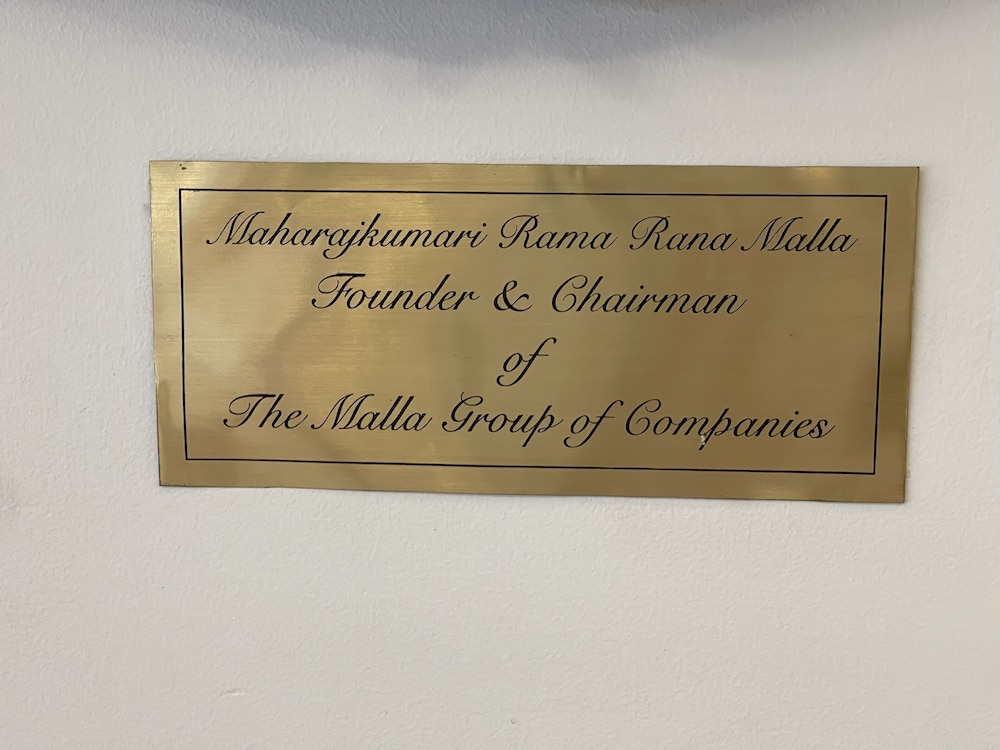 Maharajkumari Rama Rana Malla
Founder & Chairman
of
The Malla Group of Companies